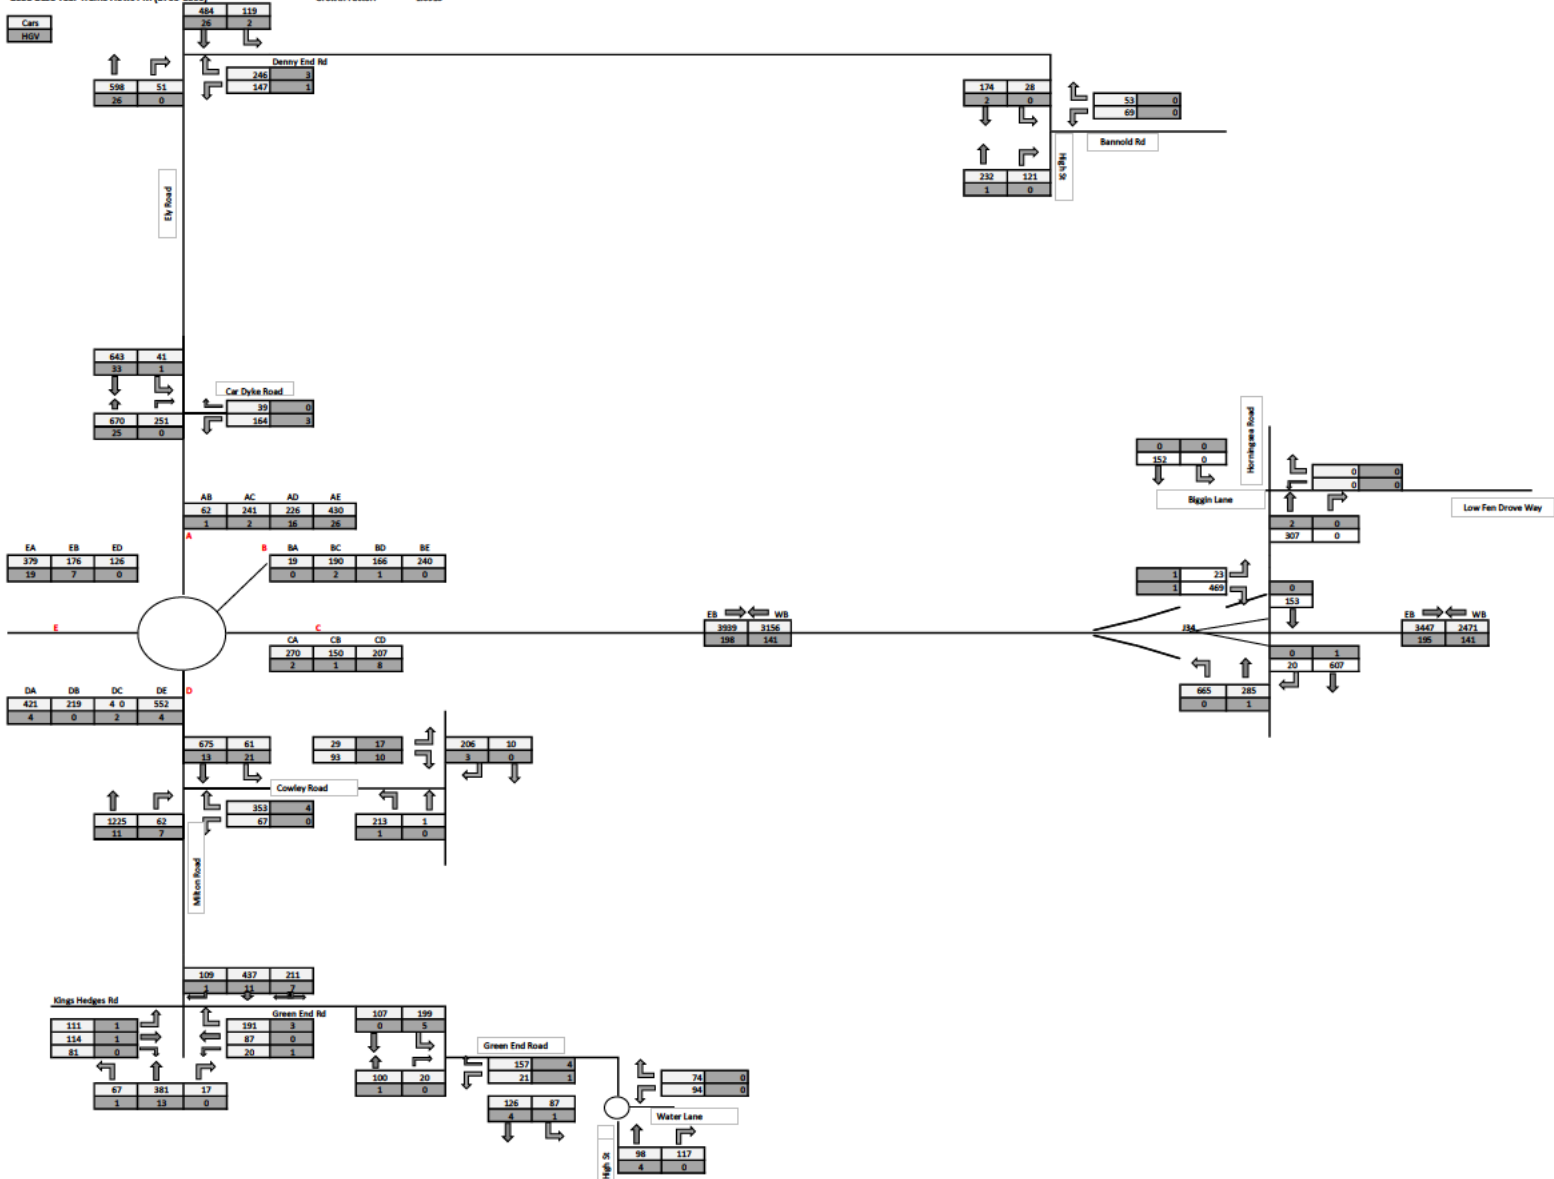 484 119
26 2
Cars
HGV
Denny End Rd
246 3
147 1
598 51
26 0
174 28
2 0
53 0
69 0
Bannold Rd
High St
232 121
1 0
Ely Road
643 41
33 1
Car Dyke Road
39 0
164 3
670 251
25 0
Horningsea Road
0 0
152 0
0 0
0 0
Biggin Lane
Low Fen Drove Way
2 0
307 0
AB AC AD AE
62 241 226 430
1 2 16 26
A
EA EB ED
379 176 126
19 7 0
B
BA BC BD BE
19 190 166 240
0 2 1 0
1 23
1 469
0
153
E
C
EB WB
3939 3156
198 141
J34
EB WB
3447 2471
195 141
CA CB CD
270 150 207
2 1 8
0 1
20 607
665 285
0 1
D
DA DB DC DE
421 219 4 0 552
4 0 2 4
675 61
13 21
29 17
93 10
206 10
3 0
Cowley Road
353 4
67 0
1225 62
11 7
213 1
1 0
Milton Road
109 437 211
1 11 7
Kings Hedges Rd
Green End Rd
111 1
114 1
81 0
191 3
87 0
20 1
107 199
0 5
Green End Road
157 4
21 1
100 20
1 0
67 381 17
1 13 0
74 0
94 0
126 87
4 1
Water Lane
High St
98 117
4 0